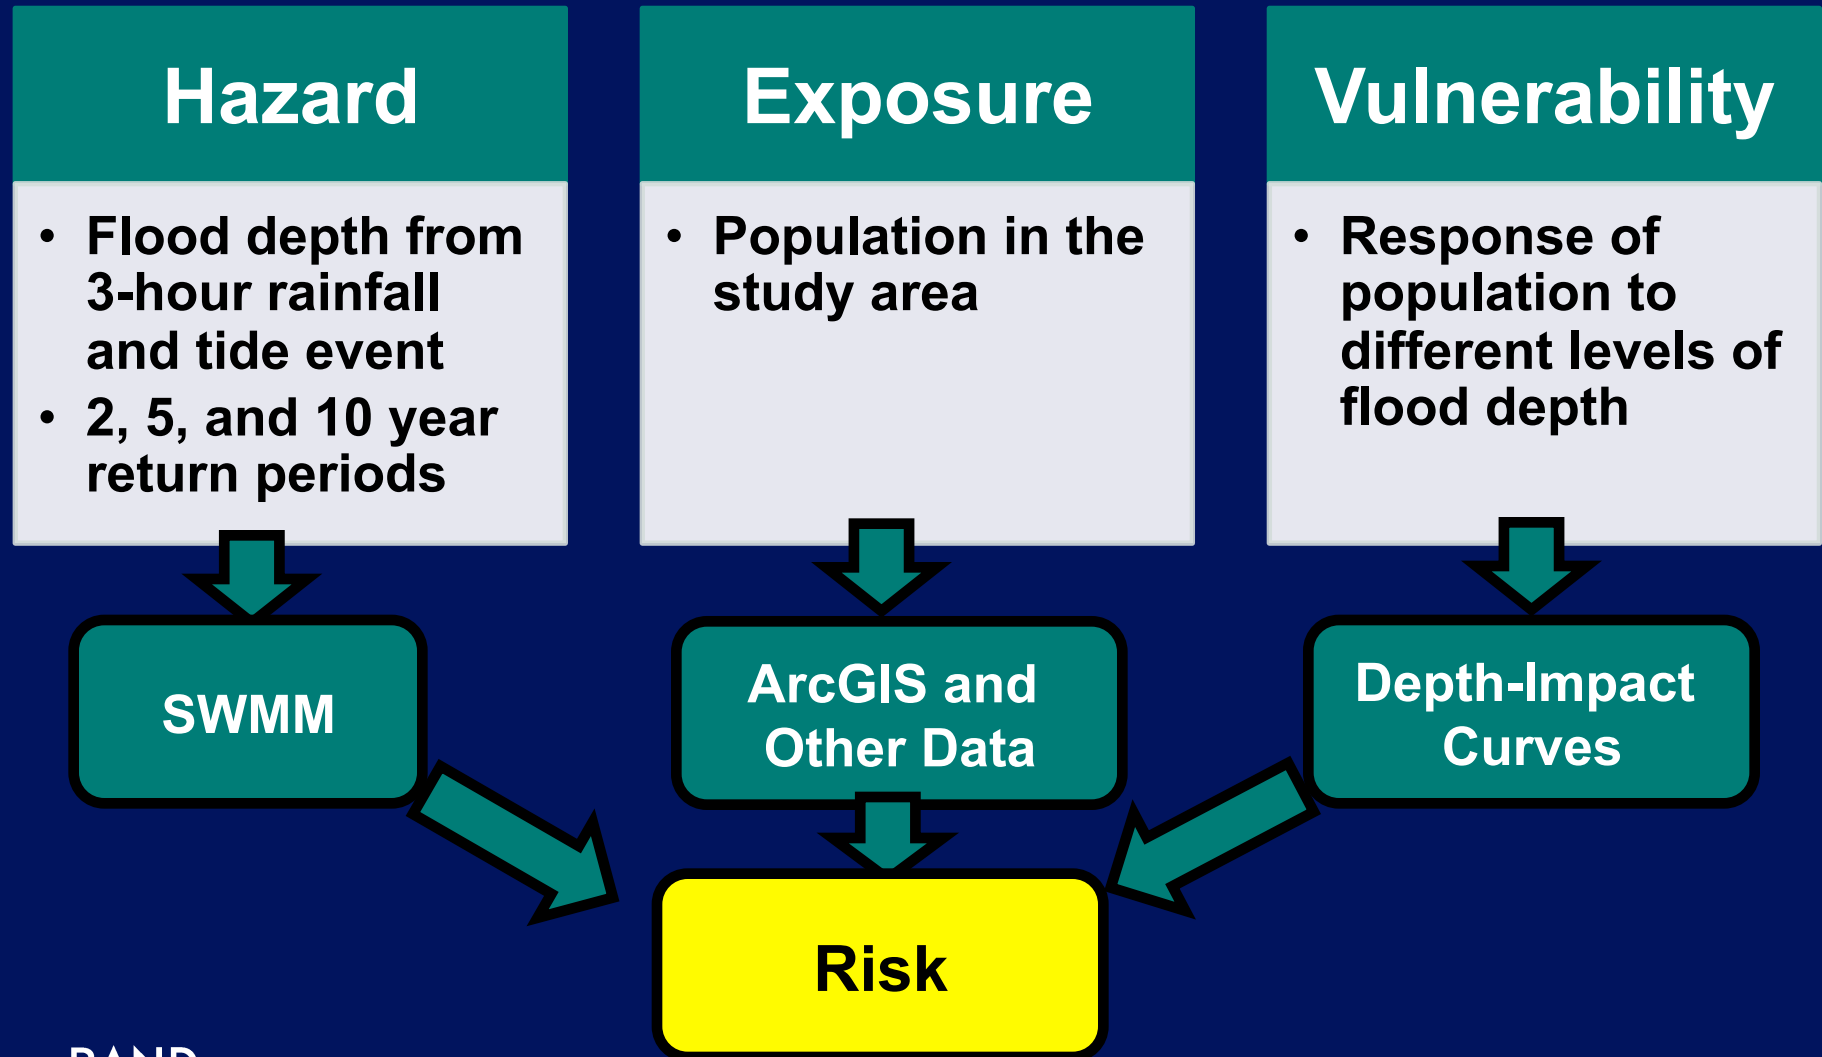 Hazard
• Flood depth from
3-hour rainfall
and tide event
• 2, 5, and 10 year
return periods
Exposure
• Population in the
study area
Vulnerability
• Response of
population to
different levels of
flood depth
SWMM
ArcGIS and
Other Data
Depth-Impact
Curves
Risk
RAND